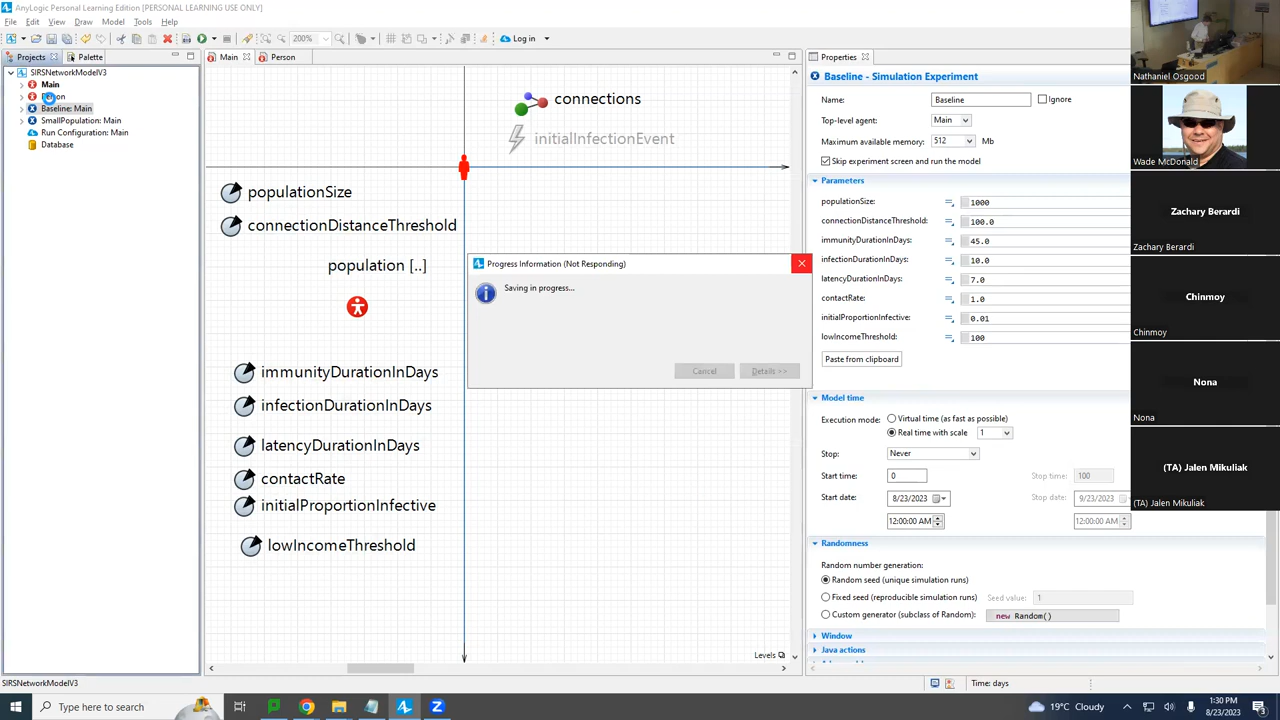 AnyLogic Personal Learning Edition [PERSONAL LEARNING USE ONLY]
File Edit View Draw Model Tools Help
200% Log in
Projects Palette
SIRSNetworkModelV3
Main
Baseline: Main
SmallPopulation: Main
Run Configuration: Main
Database
Main Person
connections
initialInfectionEvent
populationSize
connectionDistanceThreshold
population [..]
immunityDurationInDays
infectionDurationInDays
latencyDurationInDays
contactRate
initialProportionInfective
lowIncomeThreshold
Levels
Progress Information (Not Responding)
Saving in progress...
Cancel Details >>
Properties
Baseline - Simulation Experiment
Name: Baseline Ignore
Top-level agent: Main
Maximum available memory: 512 Mb
Skip experiment screen and run the model
Parameters
populationSize: 1000
connectionDistanceThreshold: 100.0
immunityDurationInDays: 45.0
infectionDurationInDays: 10.0
latencyDurationInDays: 7.0
contactRate: 1.0
initialProportionInfective: 0.01
lowIncomeThreshold: 100
Paste from clipboard
Model time
Execution mode: Virtual time (as fast as possible)
Real time with scale 1
Stop: Never
Start time: 0 Stop time: 100
Start date: 8/23/2023 Stop date: 9/23/2023
12:00:00 AM 12:00:00 AM
Randomness
Random number generation:
Random seed (unique simulation runs)
Fixed seed (reproducible simulation runs) Seed value: 1
Custom generator (subclass of Random): new Random()
Window
Java actions
Nathaniel Osgood
Wade McDonald
Zachary Berardi
Zachary Berardi
Chinmoy
Chinmoy
Nona
Nona
(TA) Jalen Mikuliak
(TA) Jalen Mikuliak
SIRSNetworkModelV3
Time: days
Type here to search
19°C Cloudy
1:30 PM
8/23/2023
3